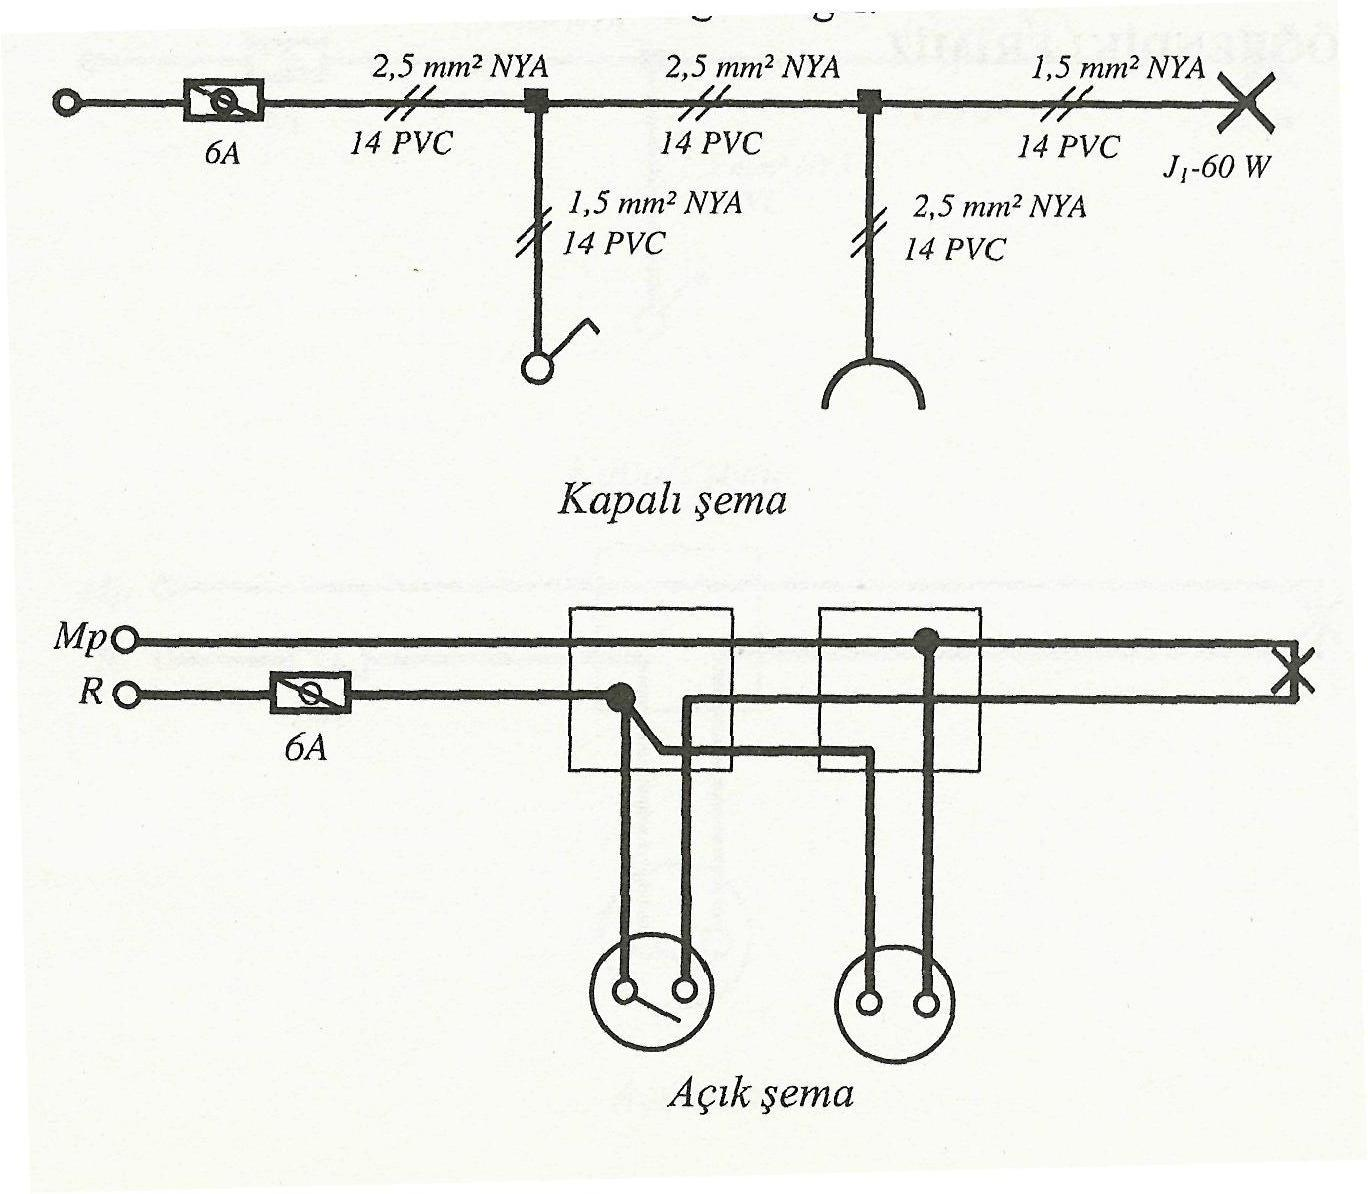 2,5 mm² NYA 2,5 mm² NYA 1,5 mm² NYA
6A 14 PVC 14 PVC 14 PVC J₁-60 W
1,5 mm² NYA 2,5 mm² NYA
14 PVC 14 PVC
Kapalı şema
Mp
R
6A
Açık şema